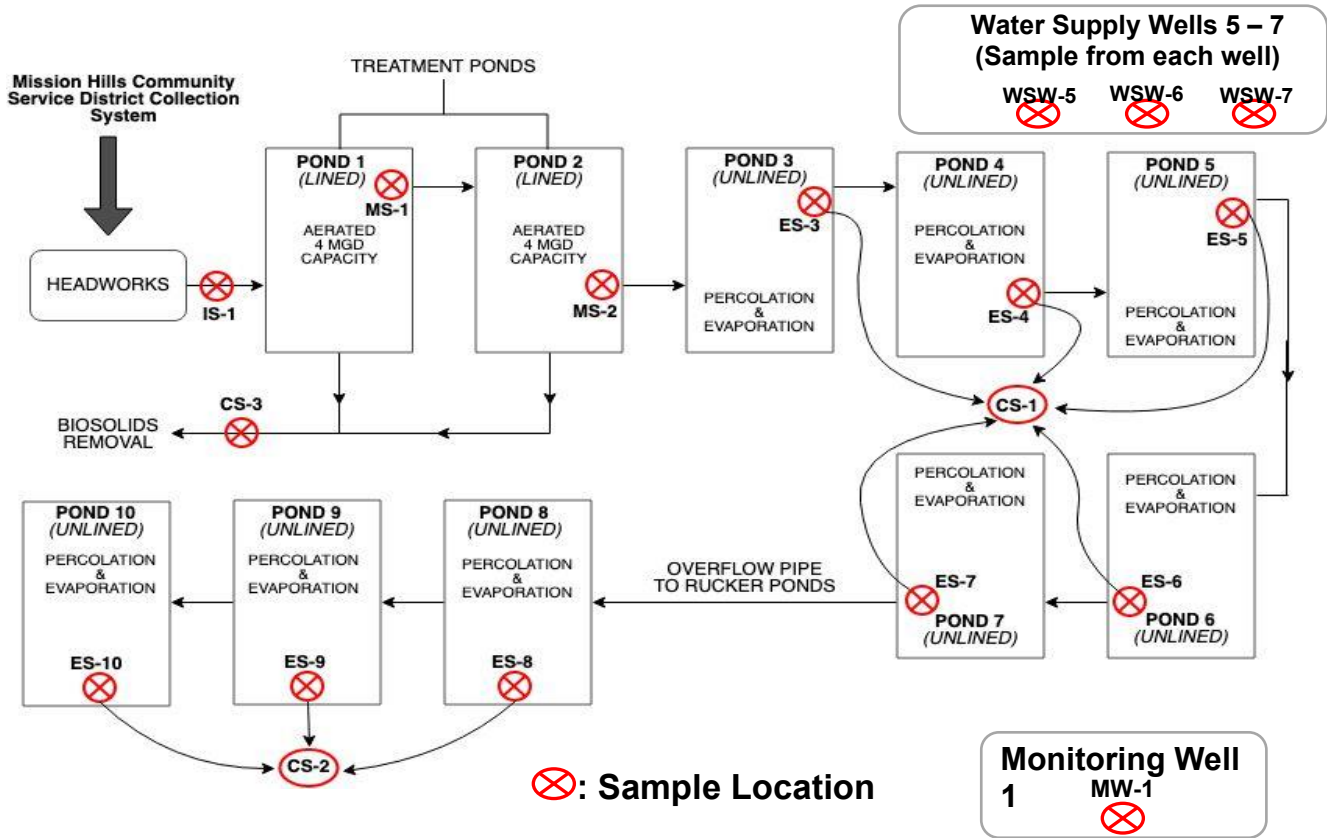 Water Supply Wells 5 – 7
(Sample from each well)
WSW-5
WSW-6
WSW-7
TREATMENT PONDS
Mission Hills Community
Service District Collection
System
HEADWORKS
IS-1
POND 1
(LINED)
MS-1
AERATED
4 MGD
CAPACITY
POND 2
(LINED)
AERATED
4 MGD
CAPACITY
MS-2
POND 3
(UNLINED)
ES-3
PERCOLATION
&
EVAPORATION
POND 4
(UNLINED)
PERCOLATION
&
EVAPORATION
ES-4
POND 5
(UNLINED)
ES-5
PERCOLATION
&
EVAPORATION
CS-3
BIOSOLIDS
REMOVAL
CS-1
POND 10
(UNLINED)
PERCOLATION
&
EVAPORATION
ES-10
POND 9
(UNLINED)
PERCOLATION
&
EVAPORATION
ES-9
POND 8
(UNLINED)
PERCOLATION
&
EVAPORATION
ES-8
OVERFLOW PIPE
TO RUCKER PONDS
PERCOLATION
&
EVAPORATION
ES-7
POND 7
(UNLINED)
PERCOLATION
&
EVAPORATION
ES-6
POND 6
(UNLINED)
CS-2
: Sample Location
Monitoring Well
1
MW-1